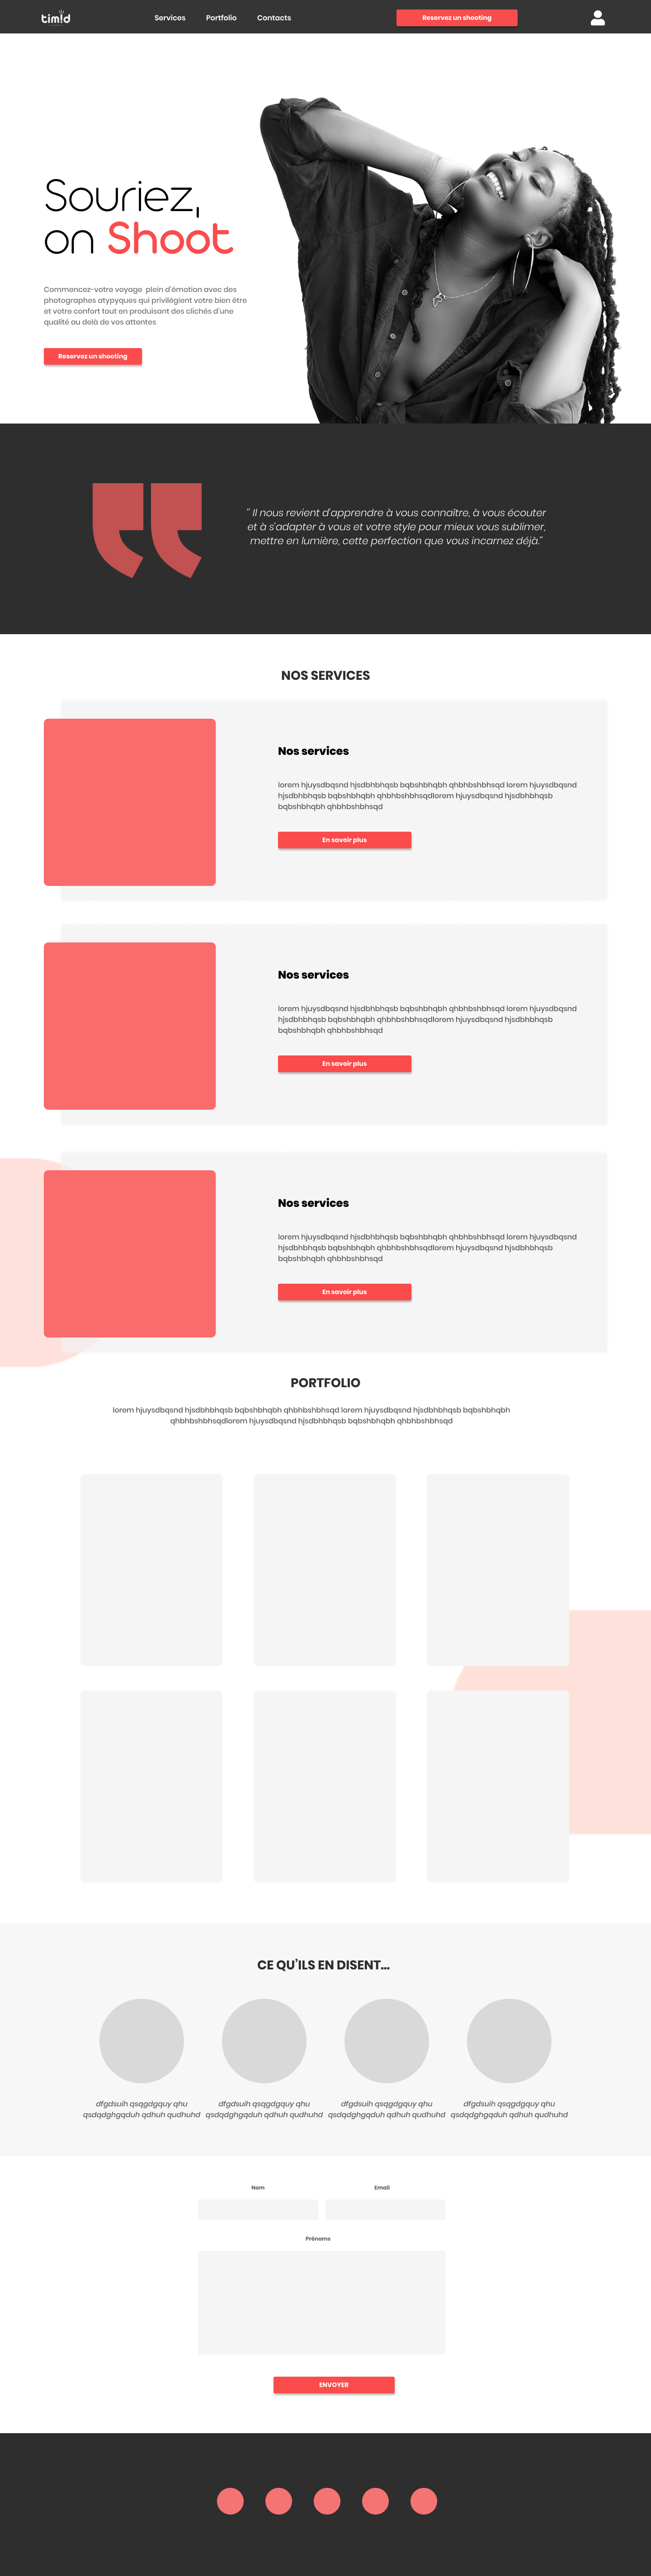 timid
Services Portfolio Contacts Reservez un shooting
Souriez,
on Shoot
Commencez-votre voyage plein d'émotion avec des
photographes atypyques qui privilégient votre bien être
et votre confort tout en produisant des clichés d'une
qualité au delà de vos attentes
Reservez un shooting
" Il nous revient d'apprendre à vous connaître, à vous écouter
et à s'adapter à vous et votre style pour mieux vous sublimer,
mettre en lumière, cette perfection que vous incarnez déjà."
NOS SERVICES
Nos services
lorem hjuysdbqsnd hjsdbhbhqsb bqbshbhqbh qhbhbshbhsqd lorem hjuysdbqsnd
hjsdbhbhqsb bqbshbhqbh qhbhbshbhsqdlorem hjuysdbqsnd hjsdbhbhqsb
bqbshbhqbh qhbhbshbhsqd
En savoir plus
Nos services
lorem hjuysdbqsnd hjsdbhbhqsb bqbshbhqbh qhbhbshbhsqd lorem hjuysdbqsnd
hjsdbhbhqsb bqbshbhqbh qhbhbshbhsqdlorem hjuysdbqsnd hjsdbhbhqsb
bqbshbhqbh qhbhbshbhsqd
En savoir plus
Nos services
lorem hjuysdbqsnd hjsdbhbhqsb bqbshbhqbh qhbhbshbhsqd lorem hjuysdbqsnd
hjsdbhbhqsb bqbshbhqbh qhbhbshbhsqdlorem hjuysdbqsnd hjsdbhbhqsb
bqbshbhqbh qhbhbshbhsqd
En savoir plus
PORTFOLIO
lorem hjuysdbqsnd hjsdbhbhqsb bqbshbhqbh qhbhbshbhsqd lorem hjuysdbqsnd hjsdbhbhqsb bqbshbhqbh
qhbhbshbhsqdlorem hjuysdbqsnd hjsdbhbhqsb bqbshbhqbh qhbhbshbhsqd
CE QU'ILS EN DISENT...
dfgdsuih qsqgdgquy qhu dfgdsuih qsqgdgquy qhu dfgdsuih qsqgdgquy qhu dfgdsuih qsqgdgquy qhu
qsdqdghgqduh qdhuh qudhuhd qsdqdghgqduh qdhuh qudhuhd qsdqdghgqduh qdhuh qudhuhd qsdqdghgqduh qdhuh qudhuhd
Nom Email
Prénoms
ENVOYER